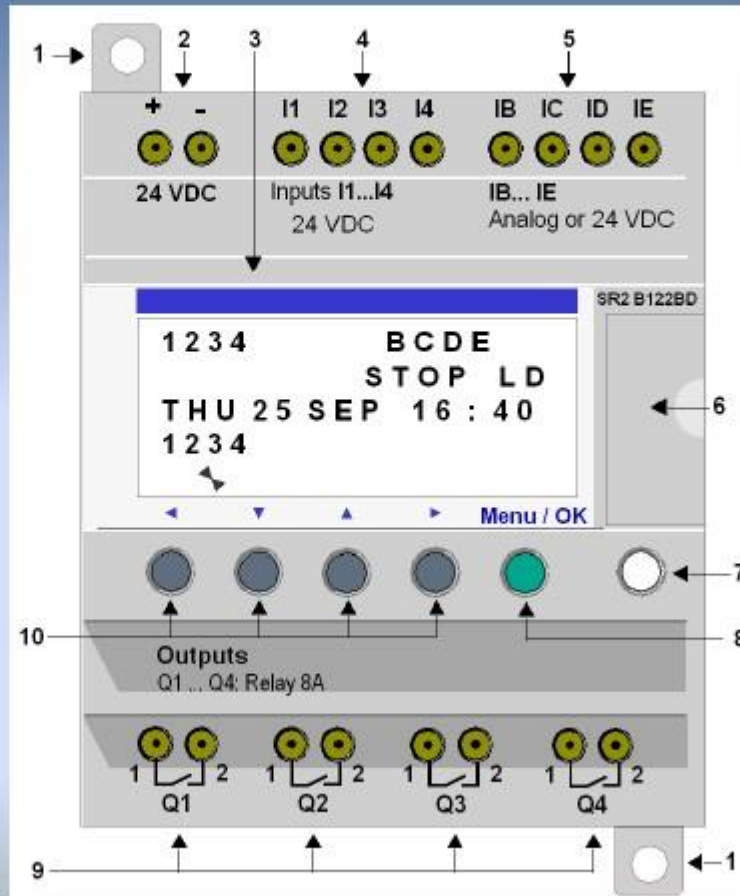 1 2 3 4 5
+ - I1 I2 I3 I4 IB IC ID IE
24 VDC Inputs I1...I4 IB... IE
24 VDC Analog or 24 VDC
SR2 B122BD
1234 BCDE
STOP LD
THU 25 SEP 16 : 40
1234
6
Menu / OK
7
10 8
Outputs
Q1 ... Q4: Relay 8A
1 2 1 2 1 2 1 2
Q1 Q2 Q3 Q4
9 1